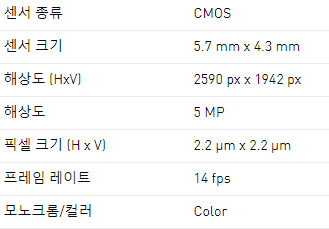 센서 종류 CMOS
센서 크기 5.7 mm x 4.3 mm
해상도 (HxV) 2590 px x 1942 px
해상도 5 MP
픽셀 크기 (H x V) 2.2 µm x 2.2 µm
프레임 레이트 14 fps
모노크롬/컬러 Color